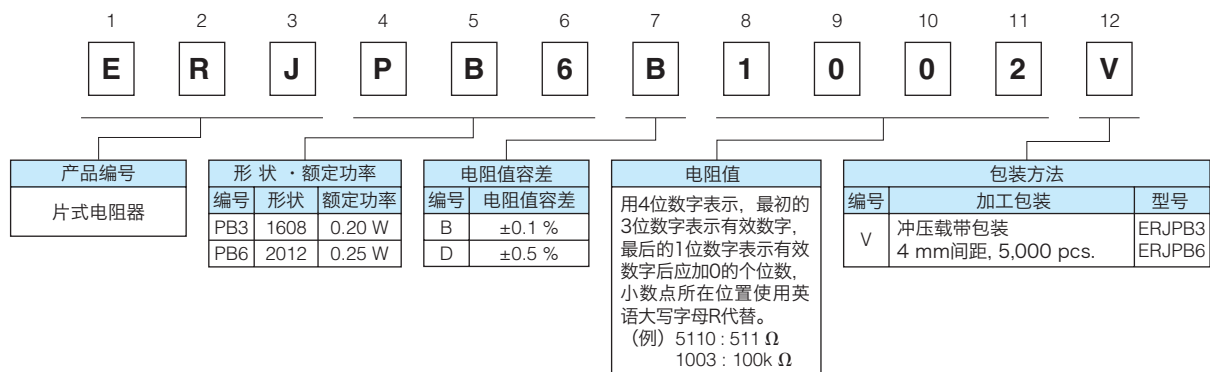 1 2 3 4 5 6 7 8 9 10 11 12
E R J P B 6 B 1 0 0 2 V
产品编号
片式电阻器
形 状 · 额定功率
编号 形状 额定功率
PB3 1608 0.20 W
PB6 2012 0.25 W
电阻值容差
编号 电阻值容差
B ±0.1 %
D ±0.5 %
电阻值
用4位数字表示，最初的
3位数字表示有效数字，
最后的1位数字表示有效
数字后应加0的个位数，
小数点所在位置使用英
语大写字母R代替。
（例）5110 : 511 Ω
1003 : 100k Ω
包装方法
编号 加工包装 型号
V 冲压载带包装 ERJPB3
4 mm间距, 5,000 pcs. ERJPB6